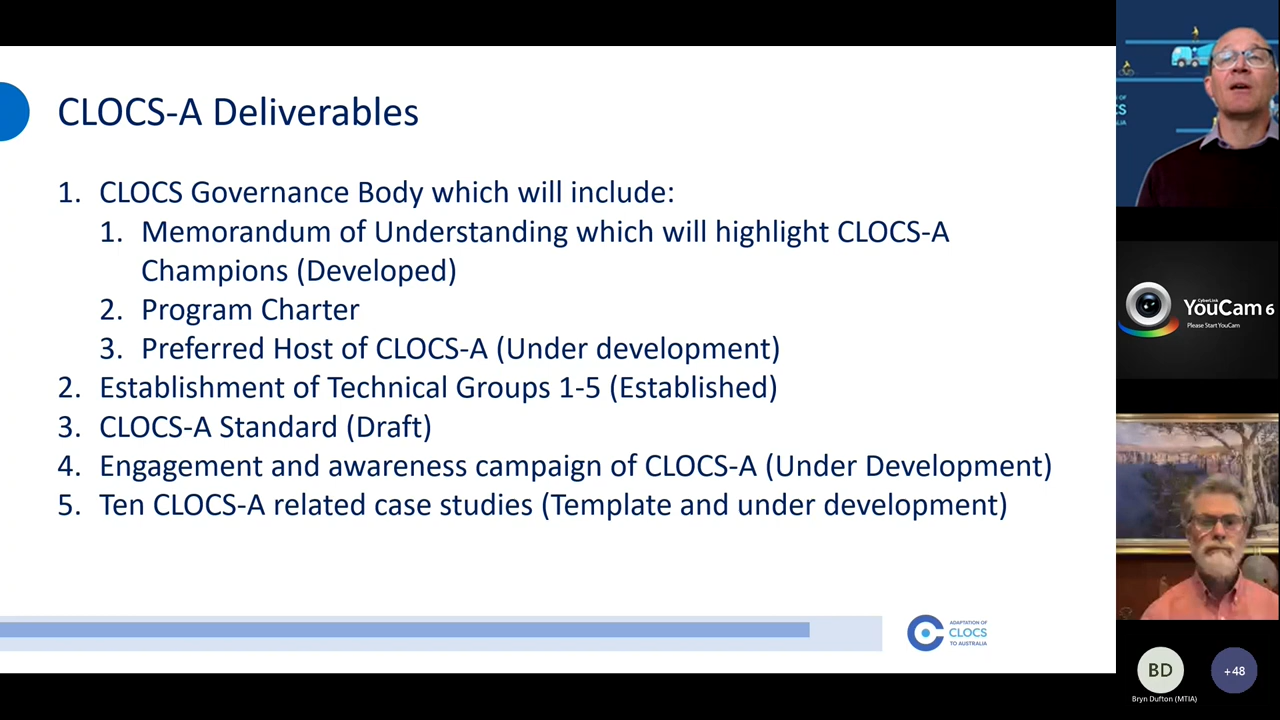 CLOCS-A Deliverables
1. CLOCS Governance Body which will include:
1. Memorandum of Understanding which will highlight CLOCS-A
Champions (Developed)
2. Program Charter
3. Preferred Host of CLOCS-A (Under development)
2. Establishment of Technical Groups 1-5 (Established)
3. CLOCS-A Standard (Draft)
4. Engagement and awareness campaign of CLOCS-A (Under Development)
5. Ten CLOCS-A related case studies (Template and under development)
ADAPTATION OF
CLOCS
TO AUSTRALIA
CyberLink
YouCam 6
Please Start YouCam
BD
+48
Bryn Dufton (MTIA)